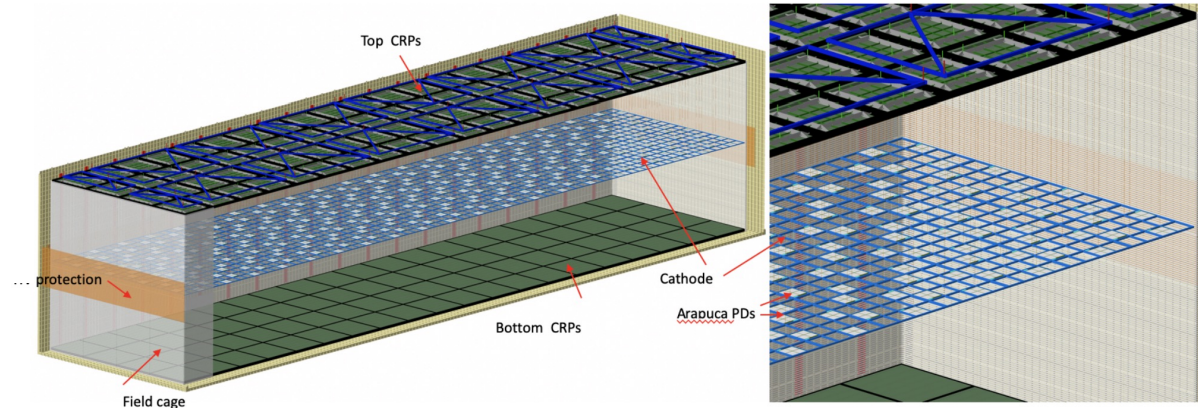 Top CRPs
... protection
Cathode
Arapuca PDs
Bottom CRPs
Field cage